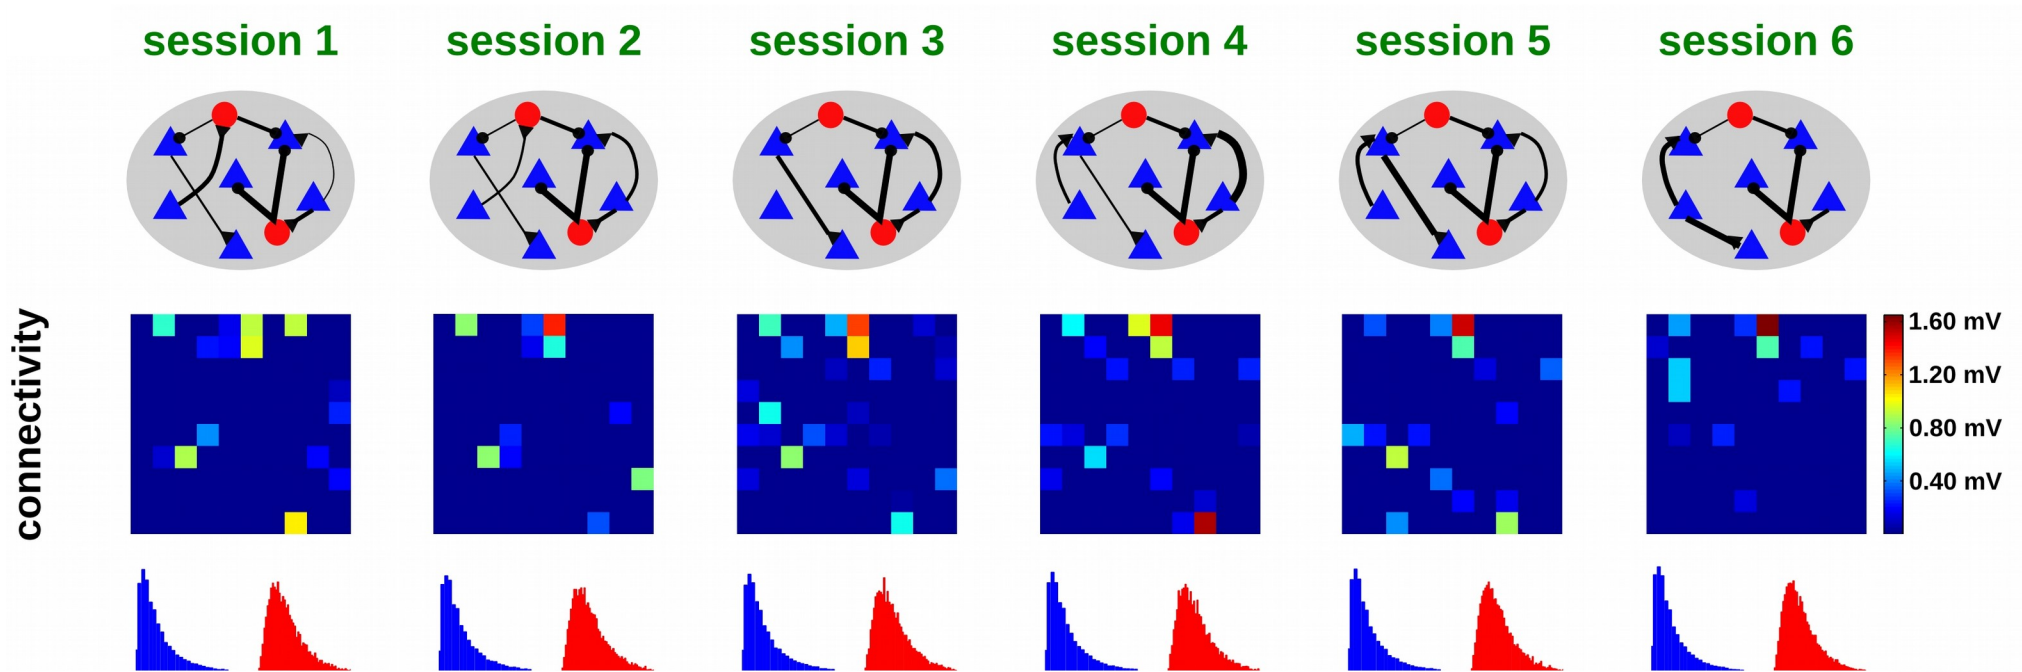 session 1
session 2
session 3
session 4
session 5
session 6
connectivity
1.60 mV
1.20 mV
0.80 mV
0.40 mV